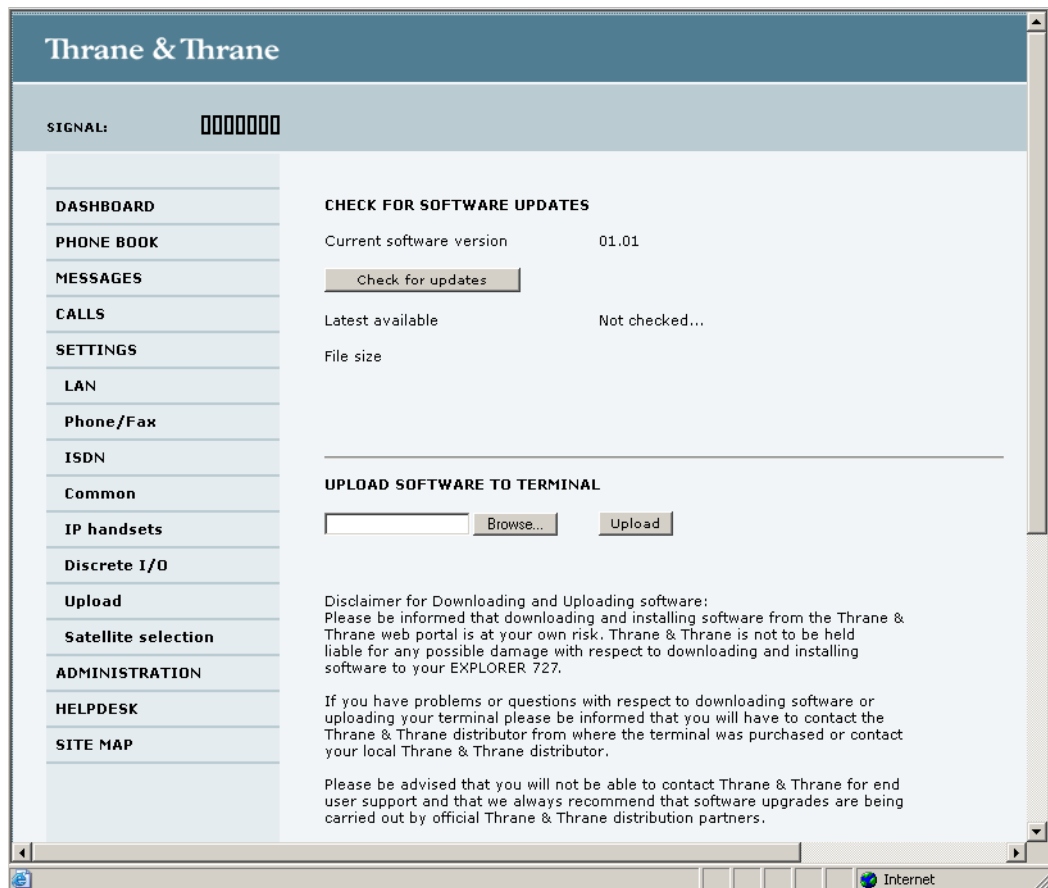 Thrane & Thrane
SIGNAL:
DASHBOARD
PHONE BOOK
MESSAGES
CALLS
SETTINGS
LAN
Phone/Fax
ISDN
Common
IP handsets
Discrete I/O
Upload
Satellite selection
ADMINISTRATION
HELPDESK
SITE MAP
CHECK FOR SOFTWARE UPDATES
Current software version 01.01
Check for updates
Latest available Not checked...
File size
UPLOAD SOFTWARE TO TERMINAL
Browse... Upload
Disclaimer for Downloading and Uploading software:
Please be informed that downloading and installing software from the Thrane &
Thrane web portal is at your own risk. Thrane & Thrane is not to be held
liable for any possible damage with respect to downloading and installing
software to your EXPLORER 727.
If you have problems or questions with respect to downloading software or
uploading your terminal please be informed that you will have to contact the
Thrane & Thrane distributor from where the terminal was purchased or contact
your local Thrane & Thrane distributor.
Please be advised that you will not be able to contact Thrane & Thrane for end
user support and that we always recommend that software upgrades are being
carried out by official Thrane & Thrane distribution partners.
Internet